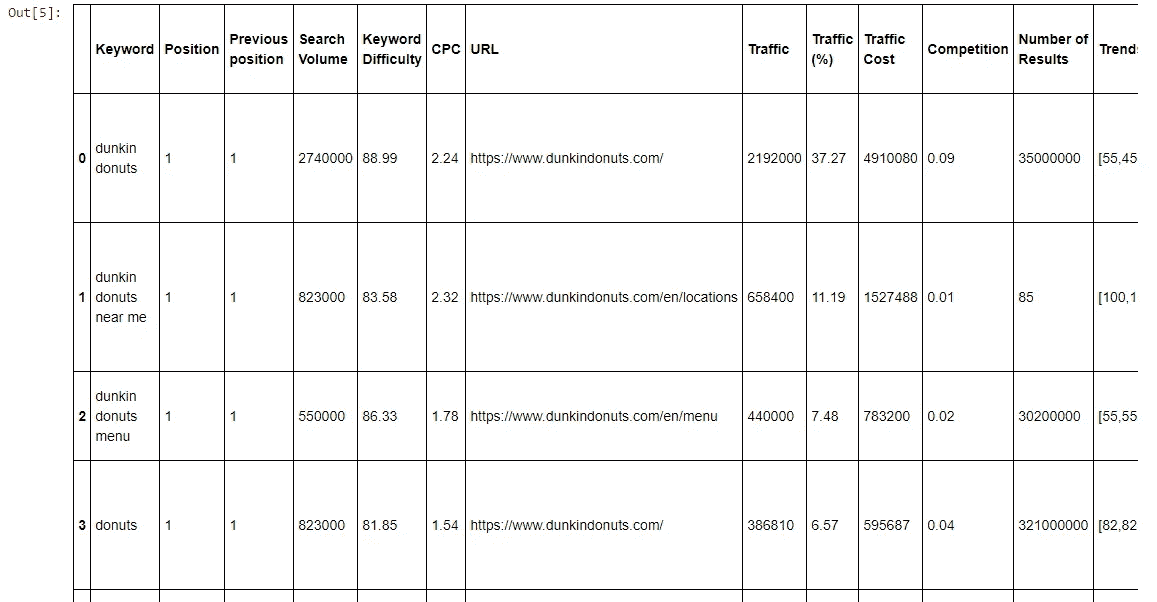 Out[5]:
Keyword Position Previous position Search Volume Keyword Difficulty CPC URL Traffic Traffic (%) Traffic Cost Competition Number of Results
0 dunkin donuts 1 1 2740000 88.99 2.24 https://www.dunkindonuts.com/ 2192000 37.27 4910080 0.09 35000000 [55,45
1 dunkin donuts near me 1 1 823000 83.58 2.32 https://www.dunkindonuts.com/en/locations 658400 11.19 1527488 0.01 85 [100,1
2 dunkin donuts menu 1 1 550000 86.33 1.78 https://www.dunkindonuts.com/en/menu 440000 7.48 783200 0.02 30200000 [55,55
3 donuts 1 1 823000 81.85 1.54 https://www.dunkindonuts.com/ 386810 6.57 595687 0.04 321000000 [82,82